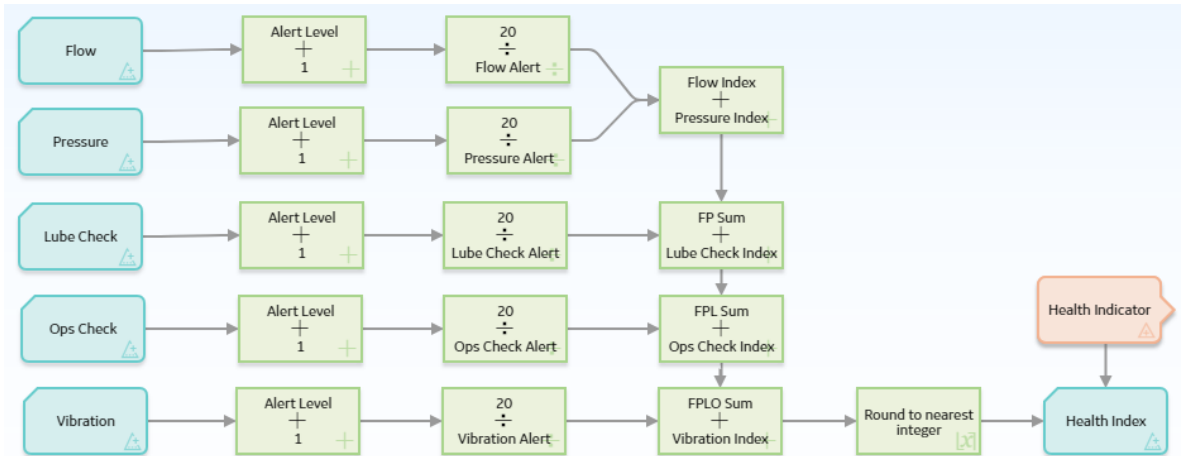 Flow
Alert Level
+
1
20
÷
Flow Alert
Flow Index
+
Pressure Index
Pressure
Alert Level
+
1
20
÷
Pressure Alert
Lube Check
Alert Level
+
1
20
÷
Lube Check Alert
FP Sum
+
Lube Check Index
Ops Check
Alert Level
+
1
20
÷
Ops Check Alert
FPL Sum
+
Ops Check Index
Health Indicator
Vibration
Alert Level
+
1
20
÷
Vibration Alert
FPLO Sum
+
Vibration Index
Round to nearest
integer
[x]
Health Index